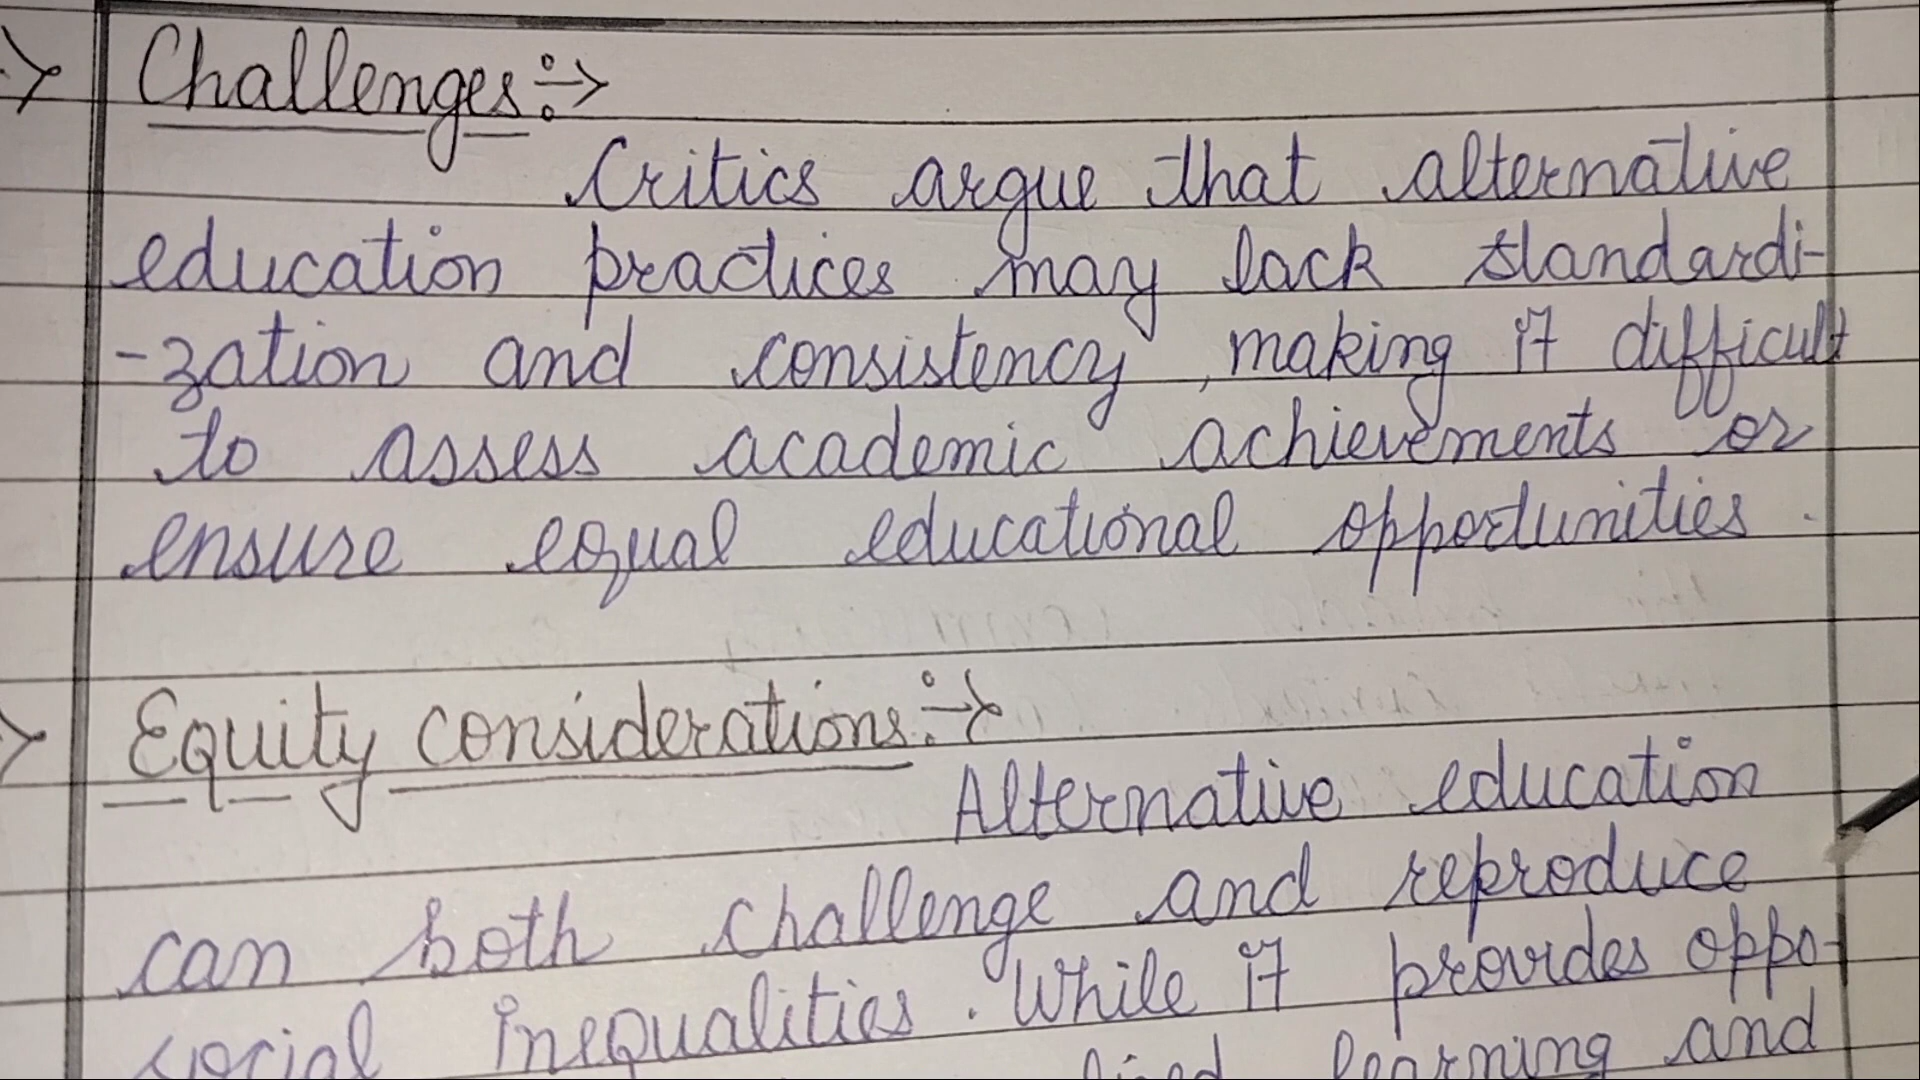 Challenges:->
Critics argue that alternative
education practices may lack standardi-
-zation and consistency, making it difficult
to assess academic achievements or
ensure equal educational opportunities.
Equity considerations:->
Alternative education
can both challenge and reproduce
social inequalities. While it provides oppo-
learning and